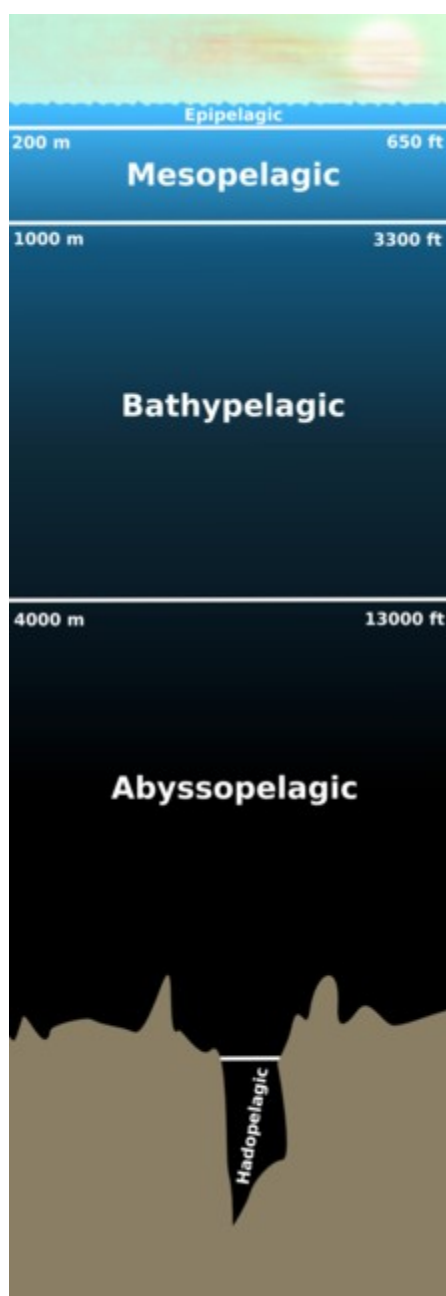 Epipelagic
200 m 650 ft
Mesopelagic
1000 m 3300 ft
Bathypelagic
4000 m 13000 ft
Abyssopelagic
Hadopelagic